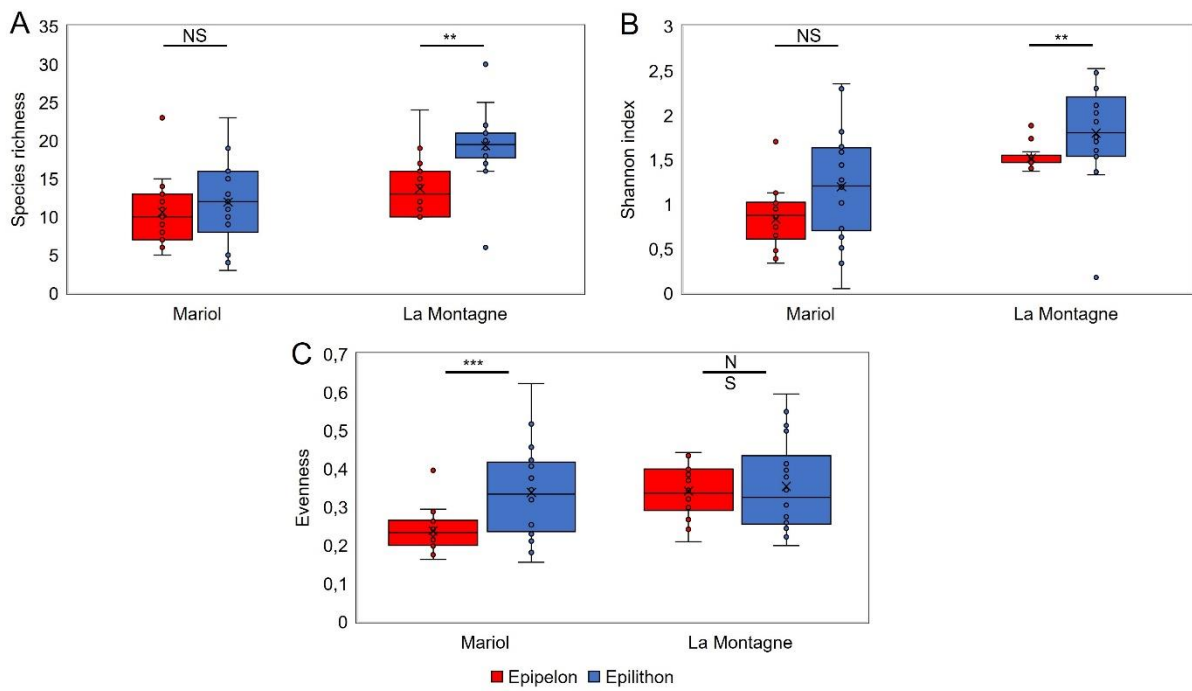 A
Species richness
35
30
25
20
15
10
5
0
NS
**
Mariol
La Montagne
B
Shannon index
3
2,5
2
1,5
1
0,5
0
NS
**
Mariol
La Montagne
C
Evenness
0,7
0,6
0,5
0,4
0,3
0,2
0,1
0
***
N
S
Mariol
La Montagne
Epipelon
Epilithon